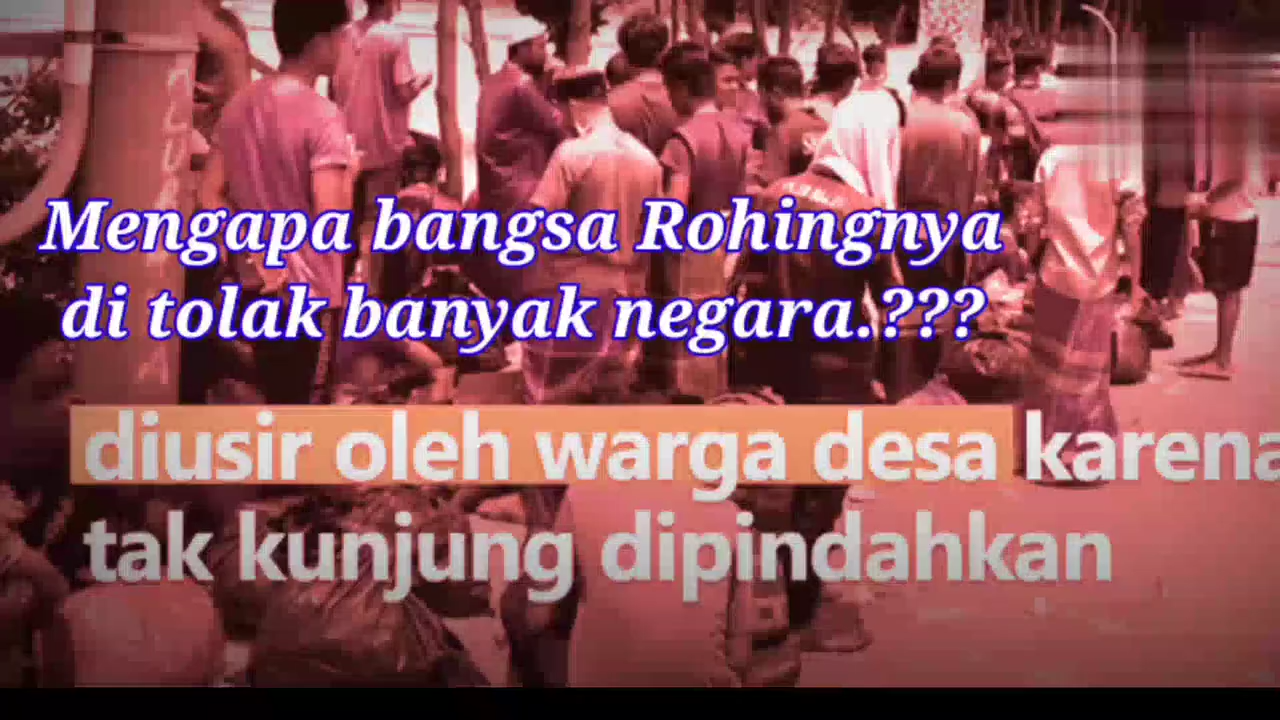 Mengapa bangsa Rohingnya
di tolak banyak negara.???
diusir oleh warga desa karena
tak kunjung dipindahkan